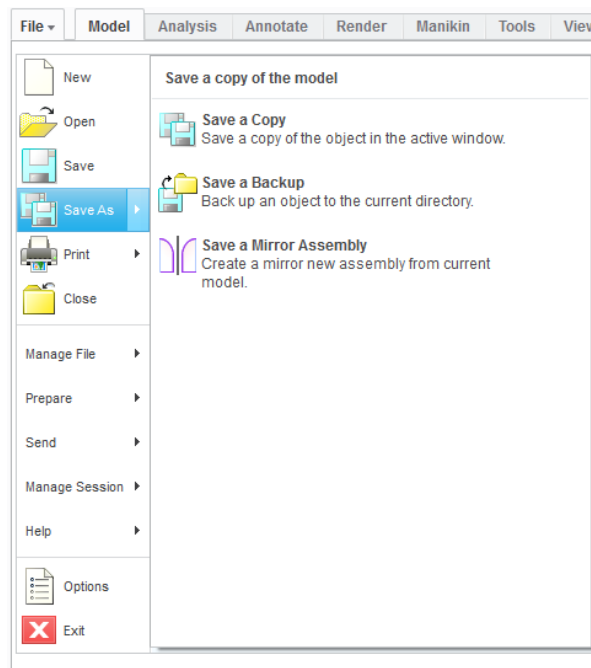 File Model Analysis Annotate Render Manikin Tools View
New
Open
Save
Save As
Print
Close
Manage File
Prepare
Send
Manage Session
Help
Options
Exit
Save a copy of the model
Save a Copy
Save a copy of the object in the active window.
Save a Backup
Back up an object to the current directory.
Save a Mirror Assembly
Create a mirror new assembly from current
model.